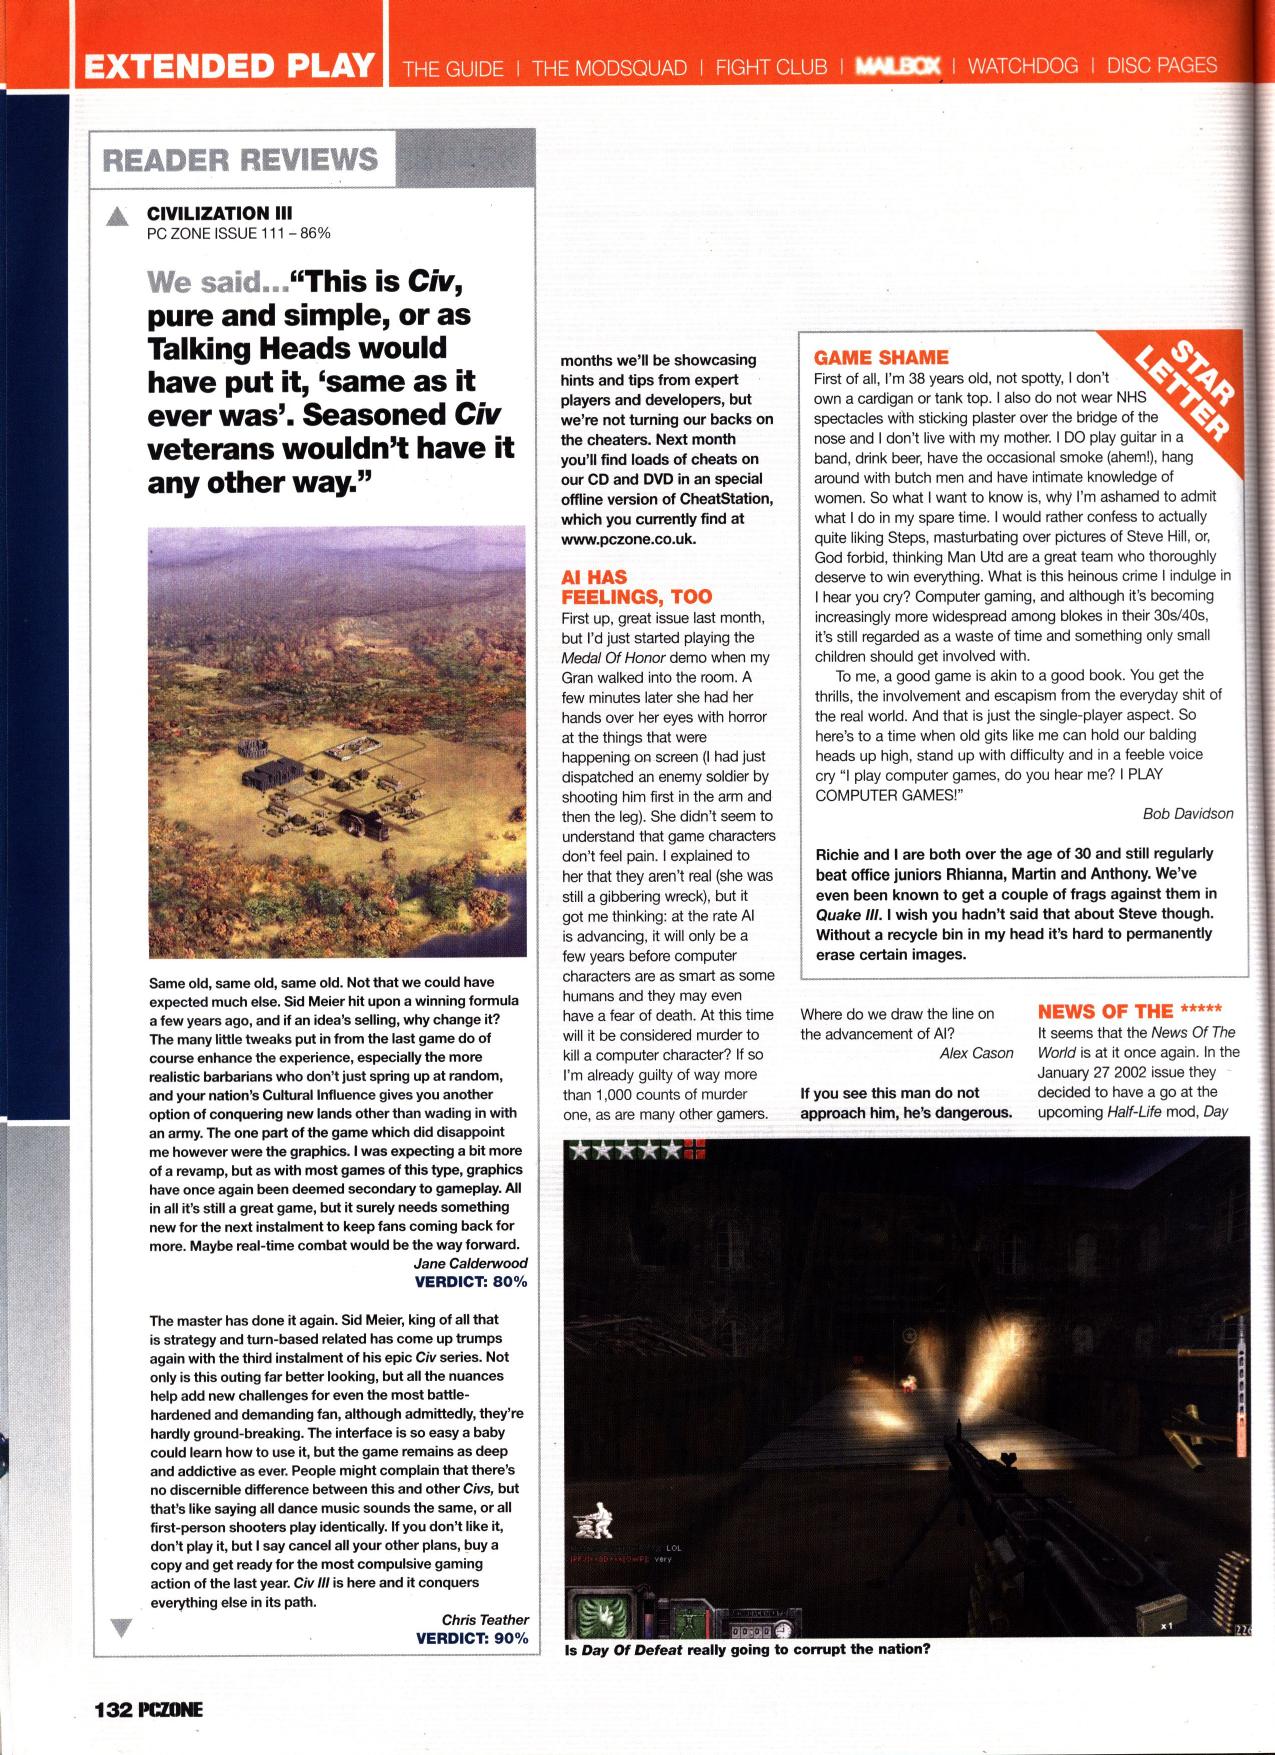 EXTENDED PLAY
THE GUIDE | THE MODSQUAD | FIGHT CLUB | MAILBOX | WATCHDOG | DISC PAGES
READER REVIEWS
CIVILIZATION III
PC ZONE ISSUE 111 – 86%
We said...“This is Civ,
pure and simple, or as
Talking Heads would
have put it, ‘same as it
ever was’. Seasoned Civ
veterans wouldn’t have it
any other way.”
Same old, same old, same old. Not that we could have
expected much else. Sid Meier hit upon a winning formula
a few years ago, and if an idea’s selling, why change it?
The many little tweaks put in from the last game do of
course enhance the experience, especially the more
realistic barbarians who don’t just spring up at random,
and your nation’s Cultural Influence gives you another
option of conquering new lands other than wading in with
an army. The one part of the game which did disappoint
me however were the graphics. I was expecting a bit more
of a revamp, but as with most games of this type, graphics
have once again been deemed secondary to gameplay. All
in all it’s still a great game, but it surely needs something
new for the next instalment to keep fans coming back for
more. Maybe real-time combat would be the way forward.
Jane Calderwood
VERDICT: 80%
The master has done it again. Sid Meier, king of all that
is strategy and turn-based related has come up trumps
again with the third instalment of his epic Civ series. Not
only is this outing far better looking, but all the nuances
help add new challenges for even the most battle-
hardened and demanding fan, although admittedly, they’re
hardly ground-breaking. The interface is so easy a baby
could learn how to use it, but the game remains as deep
and addictive as ever. People might complain that there’s
no discernible difference between this and other Civs, but
that’s like saying all dance music sounds the same, or all
first-person shooters play identically. If you don’t like it,
don’t play it, but I say cancel all your other plans, buy a
copy and get ready for the most compulsive gaming
action of the last year. Civ III is here and it conquers
everything else in its path.
Chris Teather
VERDICT: 90%
months we’ll be showcasing
hints and tips from expert
players and developers, but
we’re not turning our backs on
the cheaters. Next month
you’ll find loads of cheats on
our CD and DVD in an special
offline version of CheatStation,
which you currently find at
www.pczone.co.uk.
AI HAS
FEELINGS, TOO
First up, great issue last month,
but I’d just started playing the
Medal Of Honor demo when my
Gran walked into the room. A
few minutes later she had her
hands over her eyes with horror
at the things that were
happening on screen (I had just
dispatched an enemy soldier by
shooting him first in the arm and
then the leg). She didn’t seem to
understand that game characters
don’t feel pain. I explained to
her that they aren’t real (she was
still a gibbering wreck), but it
got me thinking: at the rate AI
is advancing, it will only be a
few years before computer
characters are as smart as some
humans and they may even
have a fear of death. At this time
will it be considered murder to
kill a computer character? If so
I’m already guilty of way more
than 1,000 counts of murder
one, as are many other gamers.
Where do we draw the line on
the advancement of AI?
Alex Cason
If you see this man do not
approach him, he’s dangerous.
STAR
LETTER
GAME SHAME
First of all, I’m 38 years old, not spotty, I don’t
own a cardigan or tank top. I also do not wear NHS
spectacles with sticking plaster over the bridge of the
nose and I don’t live with my mother. I DO play guitar in a
band, drink beer, have the occasional smoke (ahem!), hang
around with butch men and have intimate knowledge of
women. So what I want to know is, why I’m ashamed to admit
what I do in my spare time. I would rather confess to actually
quite liking Steps, masturbating over pictures of Steve Hill, or,
God forbid, thinking Man Utd are a great team who thoroughly
deserve to win everything. What is this heinous crime I indulge in
I hear you cry? Computer gaming, and although it’s becoming
increasingly more widespread among blokes in their 30s/40s,
it’s still regarded as a waste of time and something only small
children should get involved with.
To me, a good game is akin to a good book. You get the
thrills, the involvement and escapism from the everyday shit of
the real world. And that is just the single-player aspect. So
here’s to a time when old gits like me can hold our balding
heads up high, stand up with difficulty and in a feeble voice
cry “I play computer games, do you hear me? I PLAY
COMPUTER GAMES!”
Bob Davidson
Richie and I are both over the age of 30 and still regularly
beat office juniors Rhianna, Martin and Anthony. We’ve
even been known to get a couple of frags against them in
Quake III. I wish you hadn’t said that about Steve though.
Without a recycle bin in my head it’s hard to permanently
erase certain images.
NEWS OF THE *****
It seems that the News Of The
World is at it once again. In the
January 27 2002 issue they
decided to have a go at the
upcoming Half-Life mod, Day
LOL
very
00:00
x1
226
Is Day Of Defeat really going to corrupt the nation?
132 PCZONE